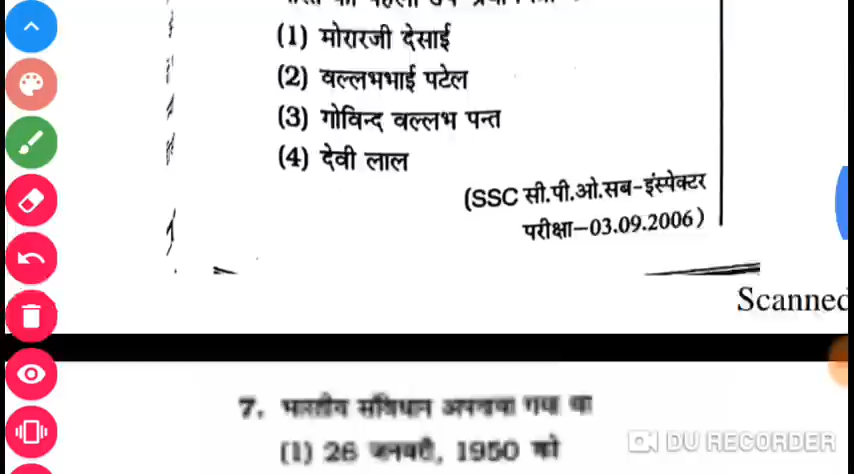 (1) मोरारजी देसाई
(2) वल्लभभाई पटेल
(3) गोविन्द वल्लभ पन्त
(4) देवी लाल
(SSC सी.पी.ओ.सब-इंस्पेक्टर
परीक्षा-03.09.2006)
Scanned
7. भारतीय संविधान अपनाया गया था
(1) 26 जनवरी, 1950 को
DU RECORDER